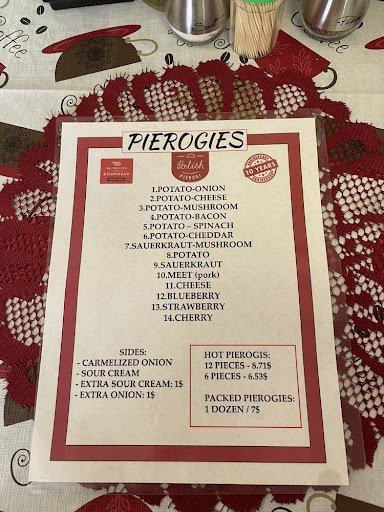 PIEROGIES
DOORDASH
Polish
PIEROGI
10 YEARS
1.POTATO-ONION
2.POTATO-CHEESE
3.POTATO-MUSHROOM
4.POTATO-BACON
5.POTATO – SPINACH
6.POTATO-CHEDDAR
7.SAUERKRAUT-MUSHROOM
8.POTATO
9.SAUERKRAUT
10.MEET (pork)
11.CHEESE
12.BLUEBERRY
13.STRAWBERRY
14.CHERRY
SIDES:
- CARMELIZED ONION
- SOUR CREAM
- EXTRA SOUR CREAM: 1$
- EXTRA ONION: 1$
HOT PIEROGIS:
12 PIECES - 8.71$
6 PIECES - 6.53$
PACKED PIEROGIES:
1 DOZEN / 7$